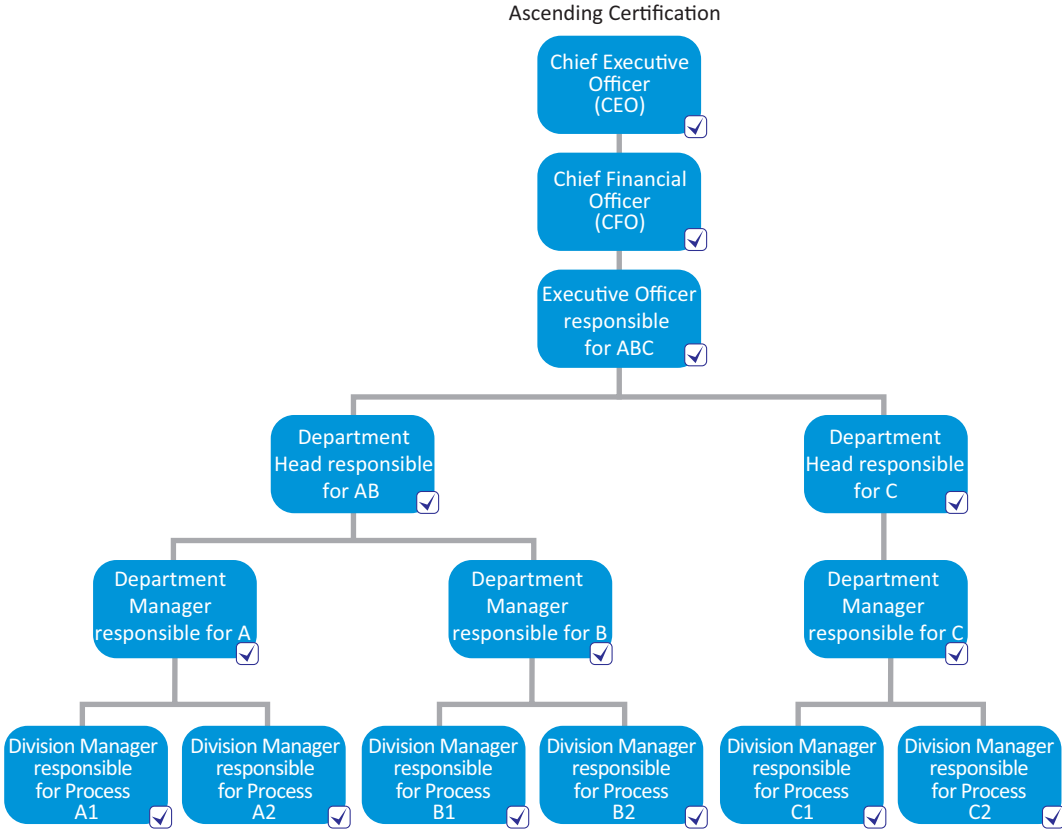 Ascending Certification
Chief Executive
Officer
(CEO)
Chief Financial
Officer
(CFO)
Executive Officer
responsible
for ABC
Department
Head responsible
for AB
Department
Head responsible
for C
Department
Manager
responsible for A
Department
Manager
responsible for B
Department
Manager
responsible for C
Division Manager
responsible
for Process
A1
Division Manager
responsible
for Process
A2
Division Manager
responsible
for Process
B1
Division Manager
responsible
for Process
B2
Division Manager
responsible
for Process
C1
Division Manager
responsible
for Process
C2